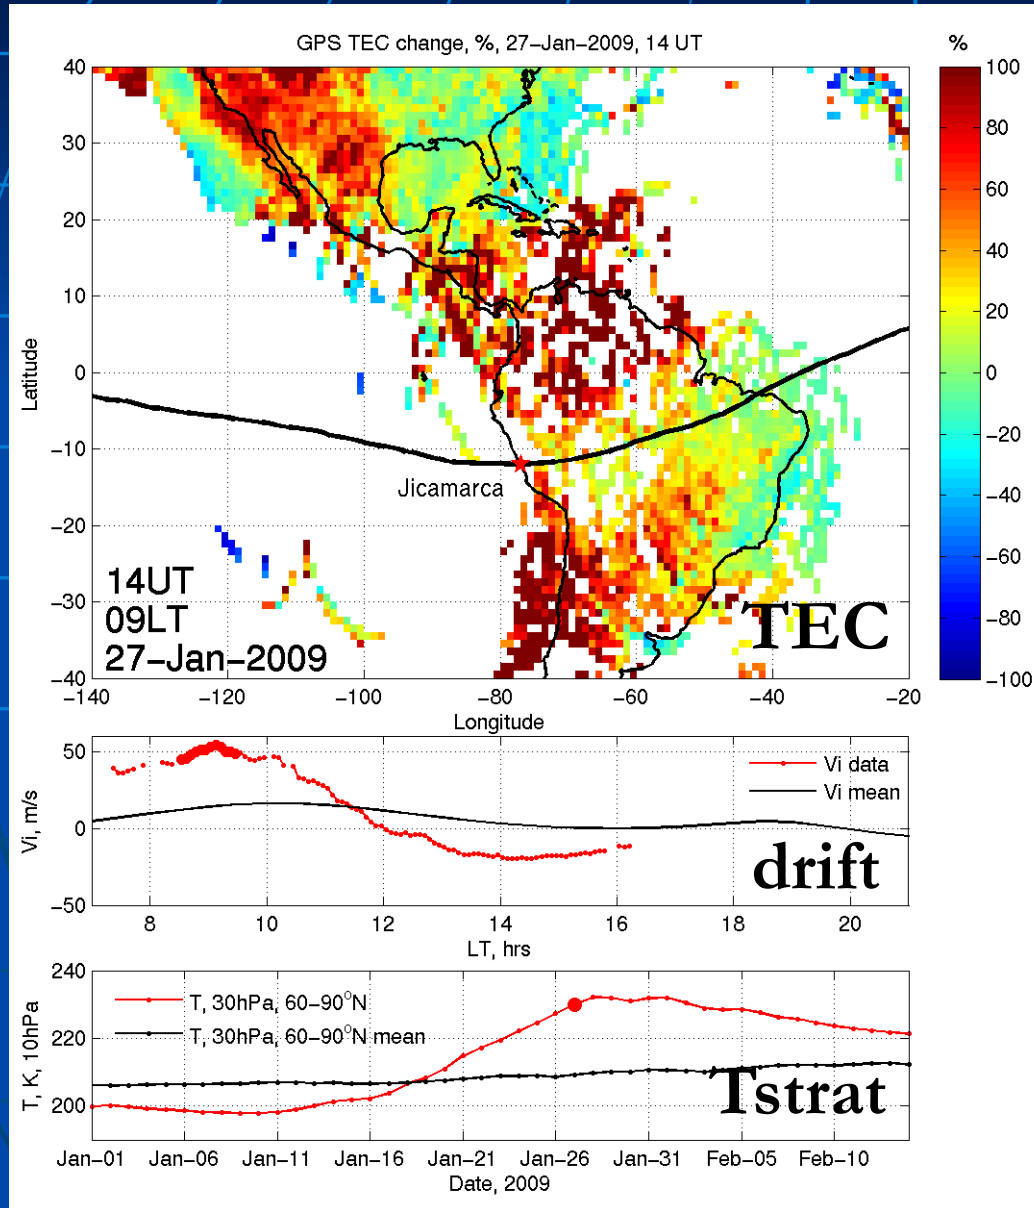 GPS TEC change, %, 27-Jan-2009, 14 UT
%
40
30
20
10
0
-10
-20
-30
-40
Latitude
100
80
60
40
20
0
-20
-40
-60
-80
-100
Jicamarca
14UT
09LT
27-Jan-2009
TEC
-140
-120
-100
-80
-60
-40
-20
Longitude
50
0
-50
Vi, m/s
Vi data
Vi mean
drift
8
10
12
14
16
18
20
LT, hrs
240
220
200
T, K, 10hPa
T, 30hPa, 60-90°N
T, 30hPa, 60-90°N mean
Tstrat
Jan-01
Jan-06
Jan-11
Jan-16
Jan-21
Jan-26
Jan-31
Feb-05
Feb-10
Date, 2009